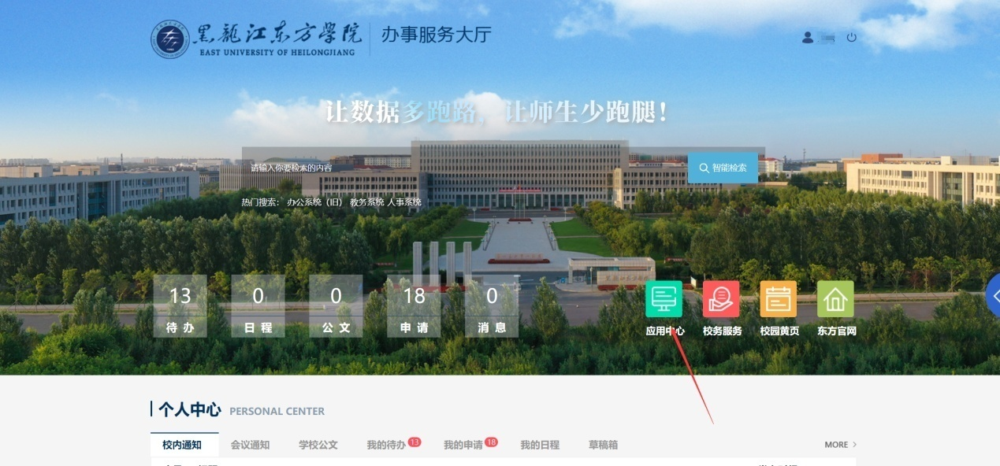 黑龍江东方學院
EAST UNIVERSITY OF HEILONGJIANG
办事服务大厅
让数据多跑路，让师生少跑腿！
请输入你要检索的内容
智能检索
热门搜索： 办公系统（旧） 教务系统 人事系统
13
待办
0
日程
0
公文
18
申请
0
消息
应用中心
校务服务
校园黄页
东方官网
个人中心 PERSONAL CENTER
校内通知 会议通知 学校公文 我的待办 13 我的申请 18 我的日程 草稿箱 MORE